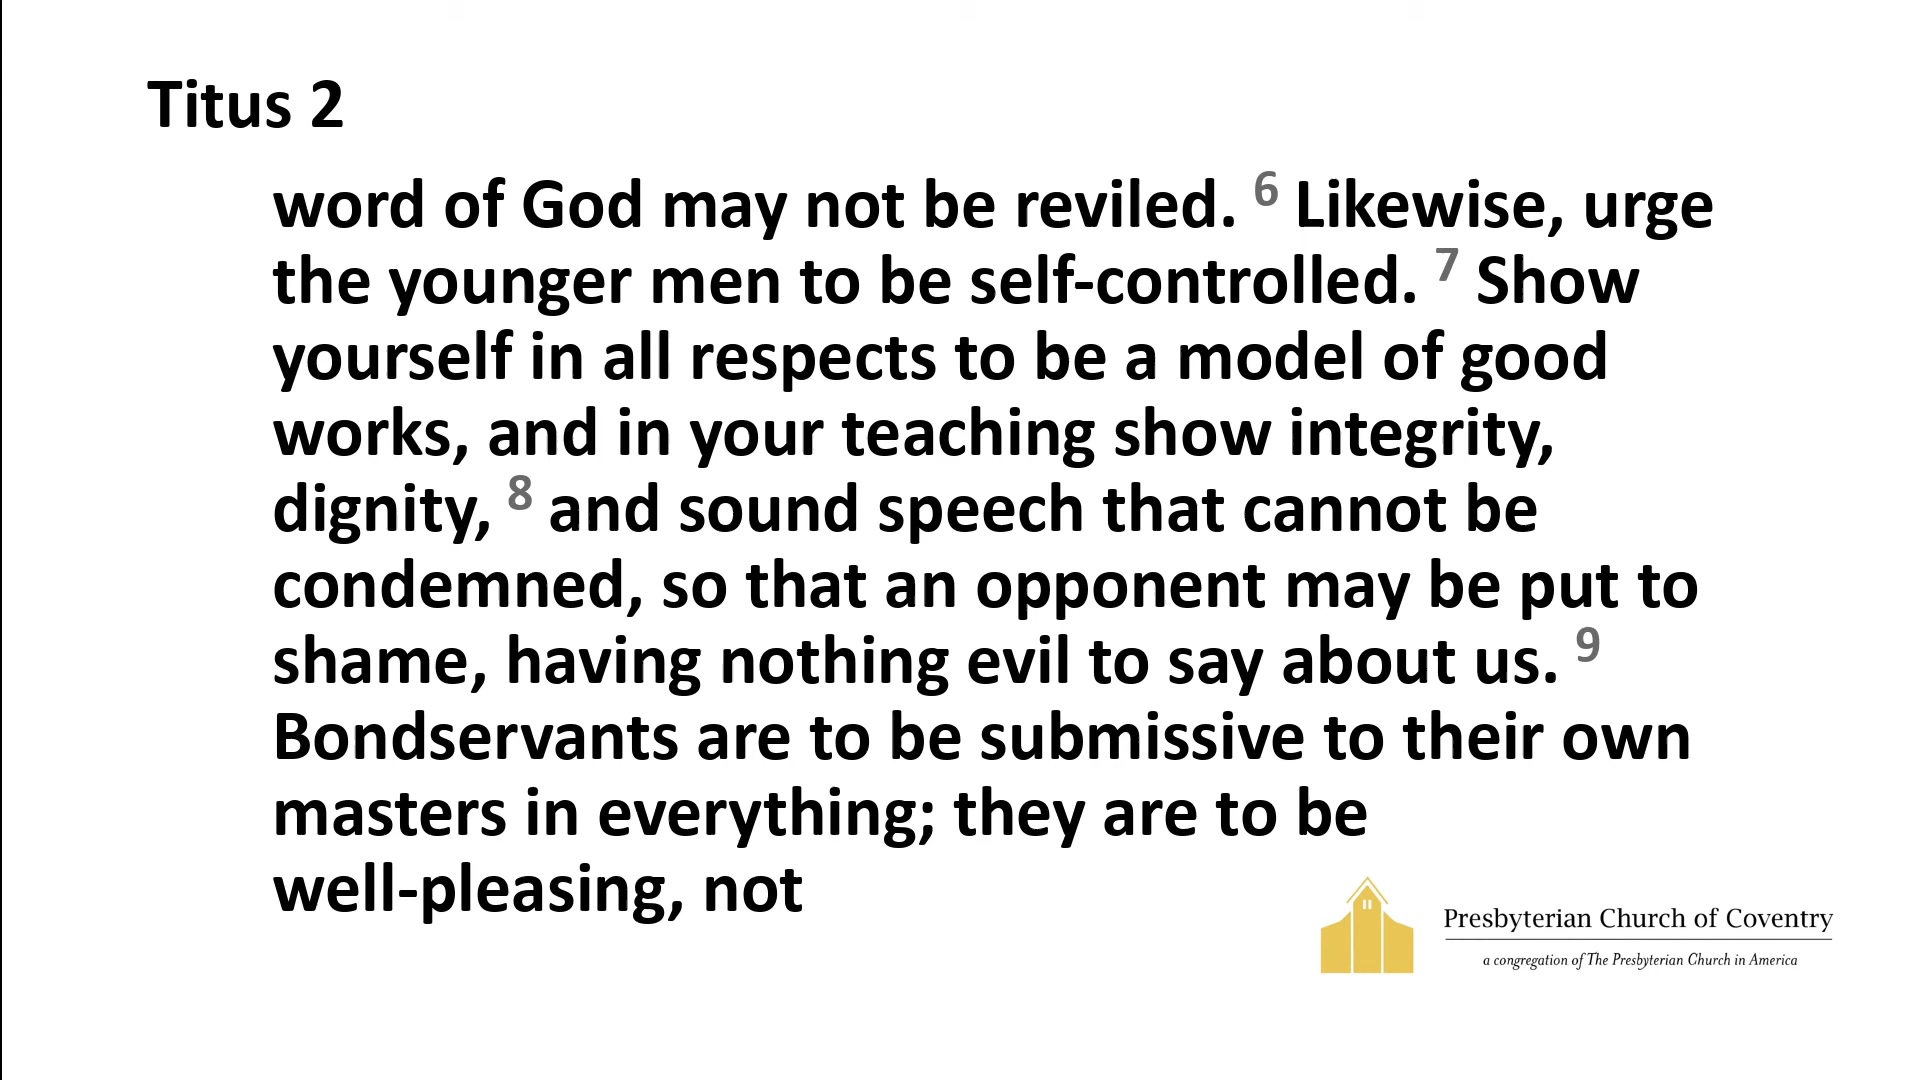 Titus 2
word of God may not be reviled. 6 Likewise, urge
the younger men to be self-controlled. 7 Show
yourself in all respects to be a model of good
works, and in your teaching show integrity,
dignity, 8 and sound speech that cannot be
condemned, so that an opponent may be put to
shame, having nothing evil to say about us. 9
Bondservants are to be submissive to their own
masters in everything; they are to be
well-pleasing, not
Presbyterian Church of Coventry
a congregation of The Presbyterian Church in America